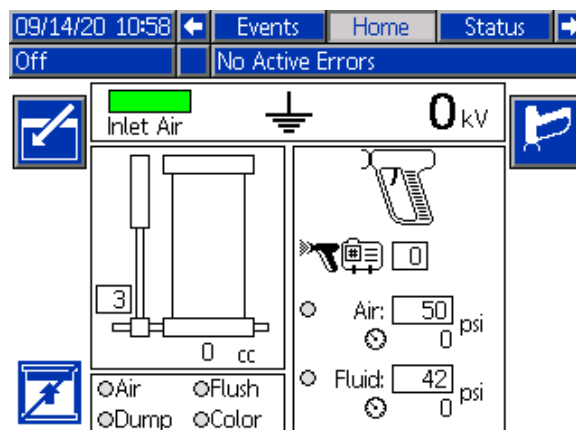 09/14/20 10:58 Events Home Status
Off No Active Errors
Inlet Air 0 kV
3
0 cc
Air Flush
Dump Color
# 0
Air: 50 psi
0
Fluid: 42 psi
0